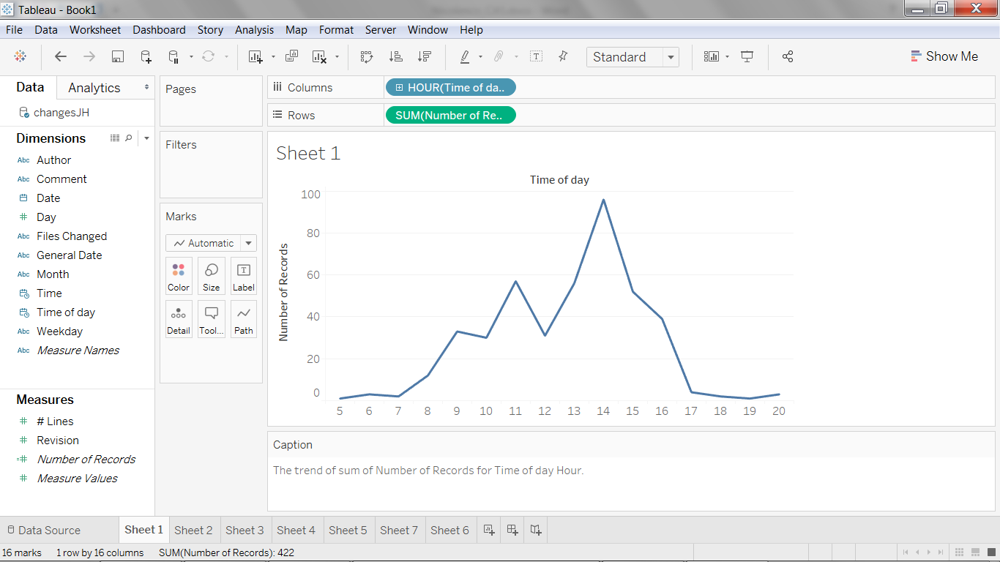 Tableau - Book1
File Data Worksheet Dashboard Story Analysis Map Format Server Window Help
Standard
Show Me
Data Analytics
changesJH
Dimensions
Abc Author
Abc Comment
Date
# Day
Abc Files Changed
Abc General Date
Abc Month
Time
Time of day
Abc Weekday
Abc Measure Names
Measures
# # Lines
# Revision
=# Number of Records
# Measure Values
Pages
Filters
Marks
Automatic
Color Size Label
Detail Tool... Path
iii Columns HOUR(Time of da..
Rows SUM(Number of Re..
Sheet 1
Time of day
Number of Records
100
80
60
40
20
0
5 6 7 8 9 10 11 12 13 14 15 16 17 18 19 20
Caption
The trend of sum of Number of Records for Time of day Hour.
Data Source Sheet 1 Sheet 2 Sheet 3 Sheet 4 Sheet 5 Sheet 7 Sheet 6
16 marks 1 row by 16 columns SUM(Number of Records): 422